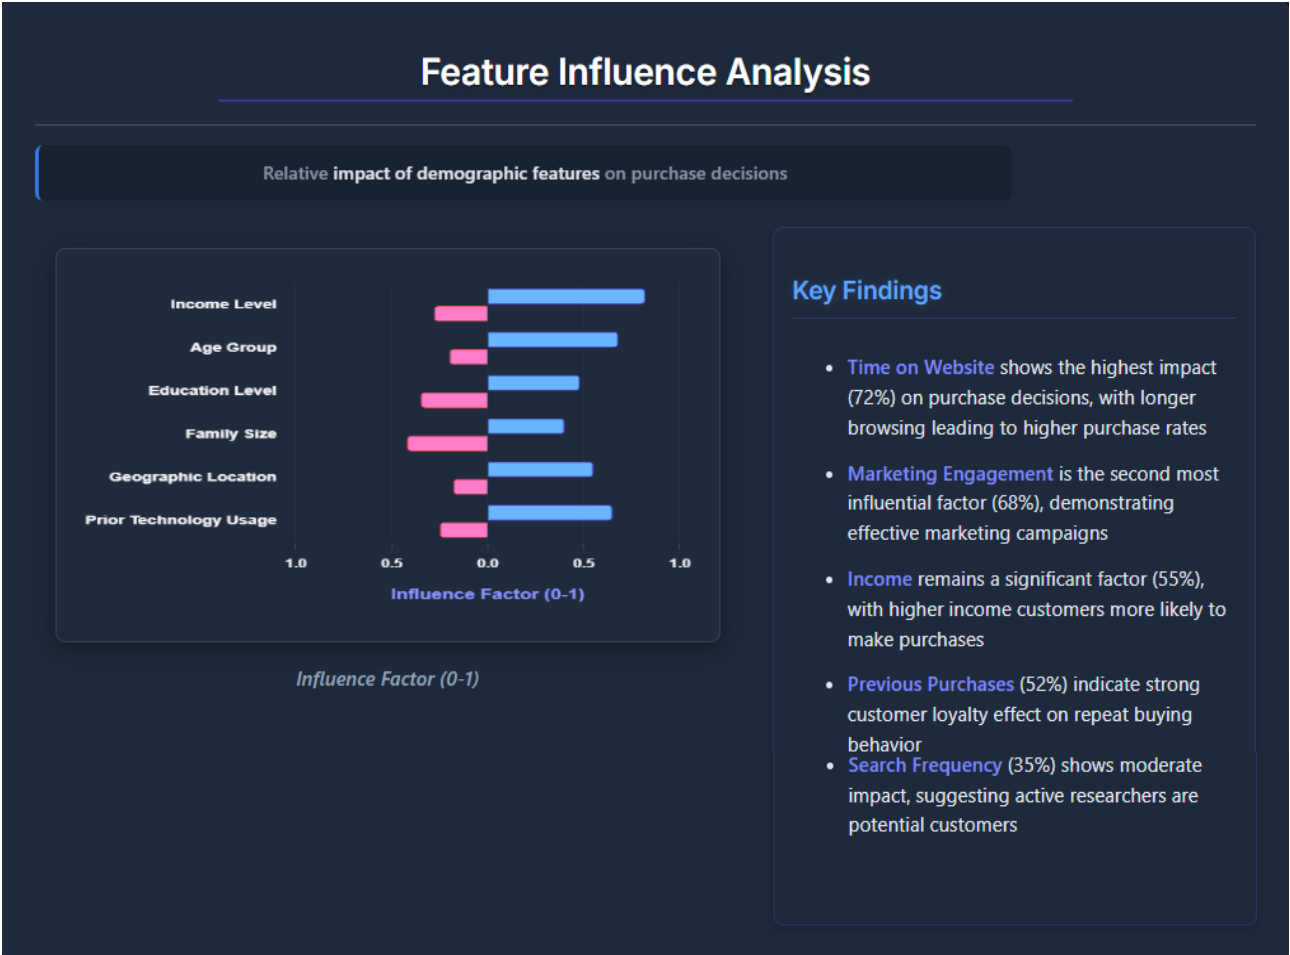 Feature Influence Analysis
Relative impact of demographic features on purchase decisions
Income Level
Age Group
Education Level
Family Size
Geographic Location
Prior Technology Usage
1.0 0.5 0.0 0.5 1.0
Influence Factor (0-1)
Influence Factor (0-1)
Key Findings
• Time on Website shows the highest impact
(72%) on purchase decisions, with longer
browsing leading to higher purchase rates
• Marketing Engagement is the second most
influential factor (68%), demonstrating
effective marketing campaigns
• Income remains a significant factor (55%),
with higher income customers more likely to
make purchases
• Previous Purchases (52%) indicate strong
customer loyalty effect on repeat buying
behavior
• Search Frequency (35%) shows moderate
impact, suggesting active researchers are
potential customers